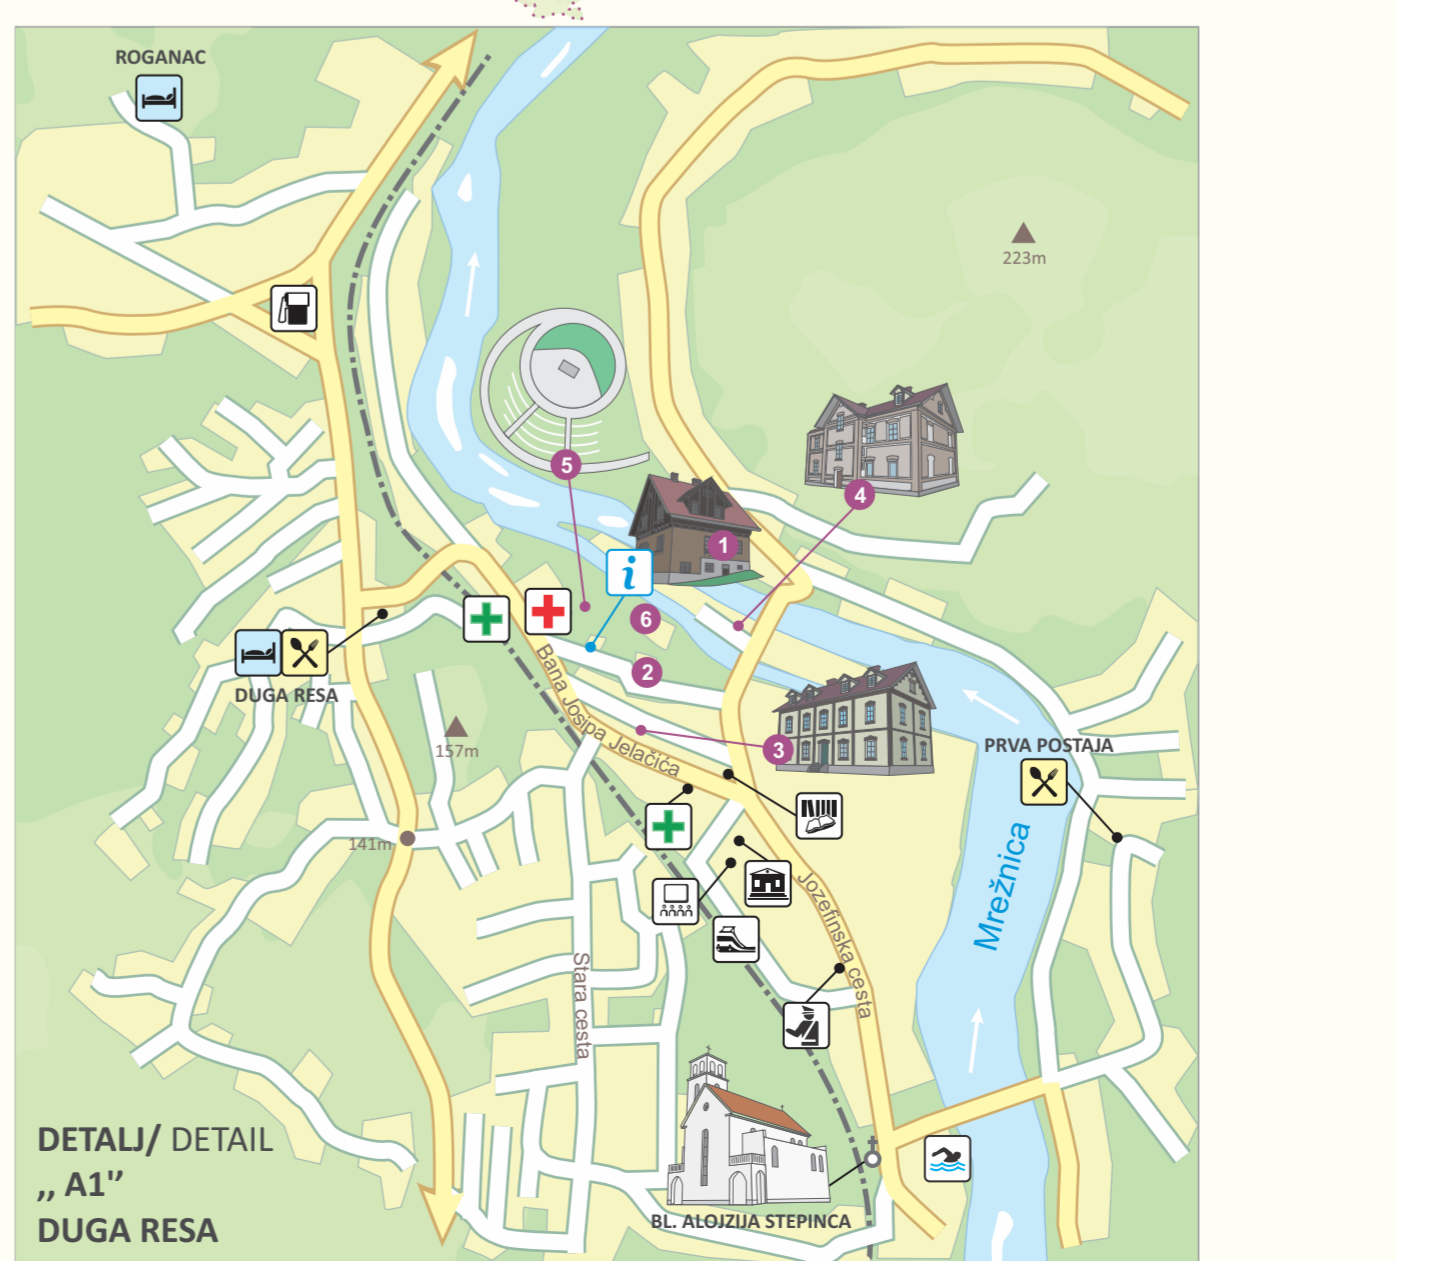 ROGANAC
223m
5
4
1
i
6
2
DUGA RESA
Bana Josipa Jelačića
157m
3
PRVA POSTAJA
141m
Mrežnica
Jozefinska cesta
Stara cesta
DETALJ/ DETAIL
,, A1"
DUGA RESA
BL. ALOJZIJA STEPINCA